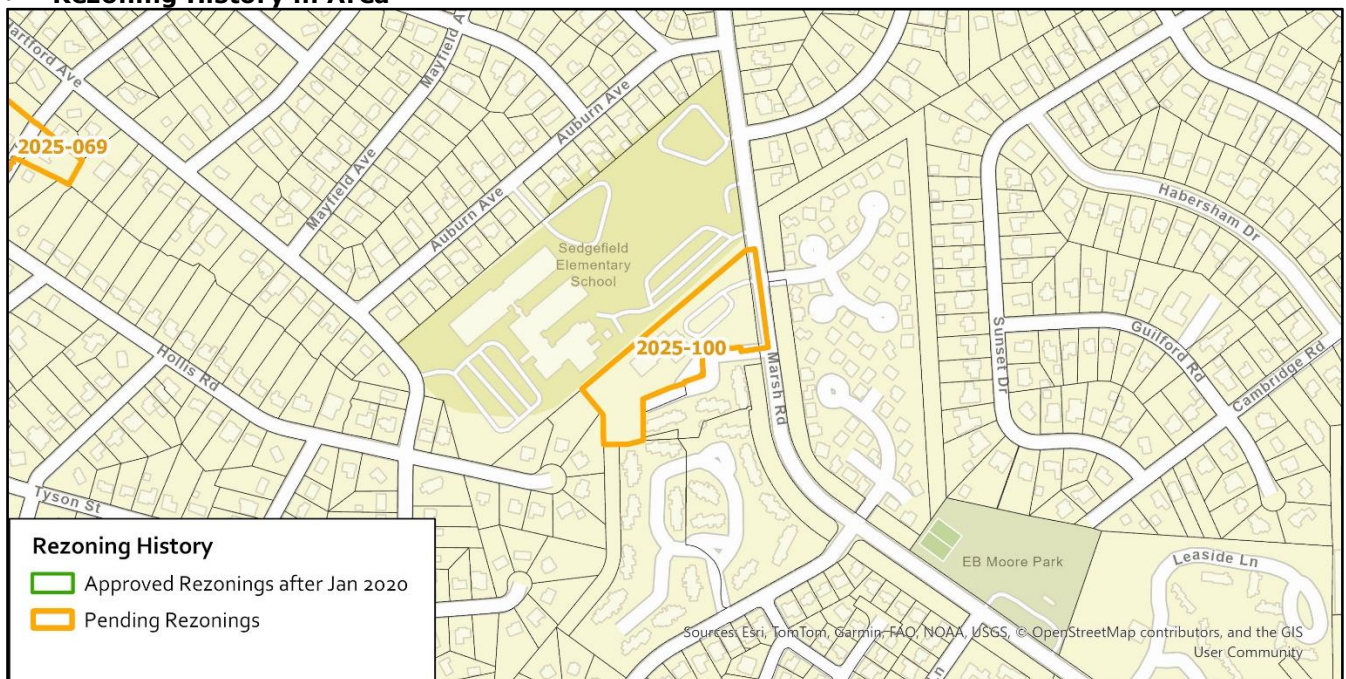 Rezoning History in Area
artford Ave
Mayfield A
Auburn Ave
2025-069
Mayfield Ave
Auburn Ave
Habersham Dr
Sedgefield
Elementary
School
2025-100
Hollis Rd
Marsh Rd
Sunset Dr
Guilford Rd
Cambridge Rd
Tyson St
Rezoning History
Approved Rezonings after Jan 2020
Pending Rezonings
EB Moore Park
Leaside Ln
Sources: Esri, TomTom, Garmin, FAO, NOAA, USGS, © OpenStreetMap contributors, and the GIS
User Community